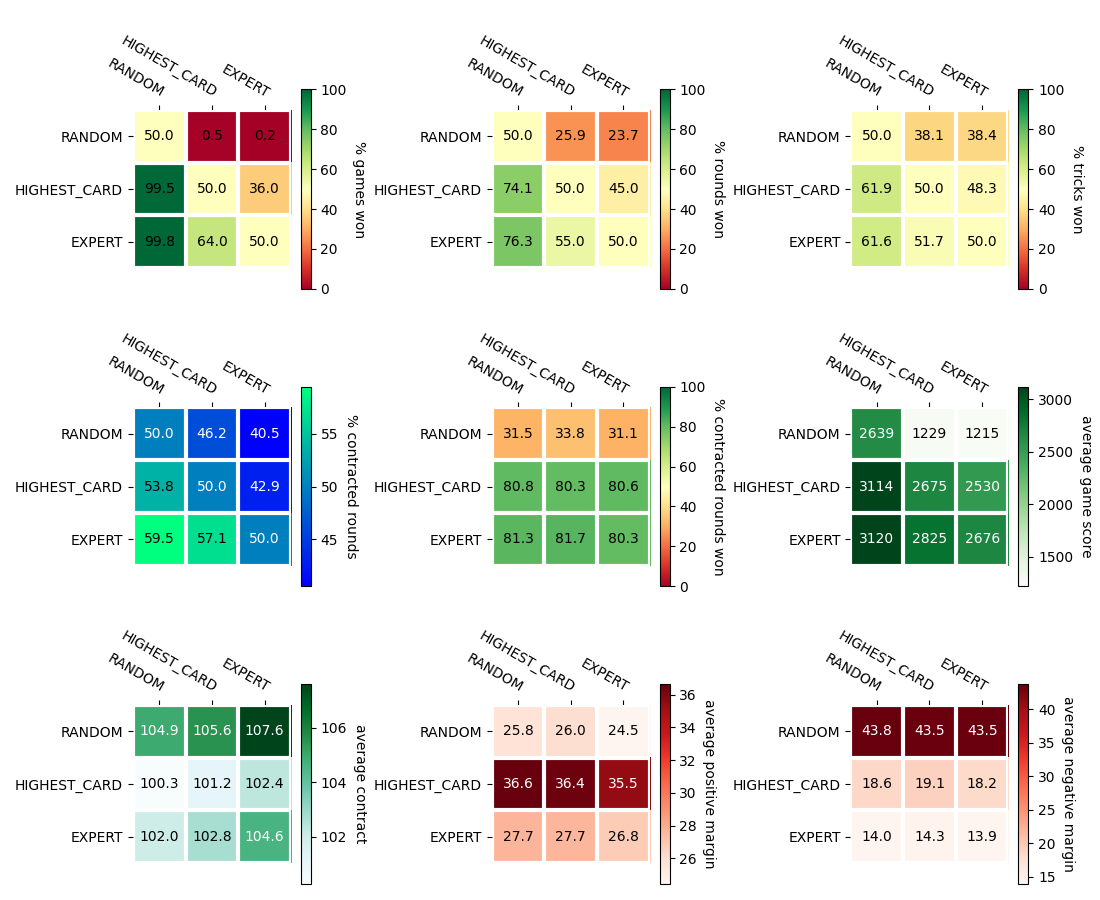 RANDOM
HIGHEST_CARD
EXPERT
RANDOM 50.0 0.5 0.2
HIGHEST_CARD 99.5 50.0 36.0
EXPERT 99.8 64.0 50.0
100
80
60
40
20
0
% games won
RANDOM
HIGHEST_CARD
EXPERT
RANDOM 50.0 25.9 23.7
HIGHEST_CARD 74.1 50.0 45.0
EXPERT 76.3 55.0 50.0
100
80
60
40
20
0
% rounds won
RANDOM
HIGHEST_CARD
EXPERT
RANDOM 50.0 38.1 38.4
HIGHEST_CARD 61.9 50.0 48.3
EXPERT 61.6 51.7 50.0
100
80
60
40
20
0
% tricks won
RANDOM
HIGHEST_CARD
EXPERT
RANDOM 50.0 46.2 40.5
HIGHEST_CARD 53.8 50.0 42.9
EXPERT 59.5 57.1 50.0
55
50
45
% contracted rounds
RANDOM
HIGHEST_CARD
EXPERT
RANDOM 31.5 33.8 31.1
HIGHEST_CARD 80.8 80.3 80.6
EXPERT 81.3 81.7 80.3
100
80
60
40
20
0
% contracted rounds won
RANDOM
HIGHEST_CARD
EXPERT
RANDOM 2639 1229 1215
HIGHEST_CARD 3114 2675 2530
EXPERT 3120 2825 2676
3000
2500
2000
1500
average game score
RANDOM
HIGHEST_CARD
EXPERT
RANDOM 104.9 105.6 107.6
HIGHEST_CARD 100.3 101.2 102.4
EXPERT 102.0 102.8 104.6
106
104
102
average contract
RANDOM
HIGHEST_CARD
EXPERT
RANDOM 25.8 26.0 24.5
HIGHEST_CARD 36.6 36.4 35.5
EXPERT 27.7 27.7 26.8
36
34
32
30
28
26
average positive margin
RANDOM
HIGHEST_CARD
EXPERT
RANDOM 43.8 43.5 43.5
HIGHEST_CARD 18.6 19.1 18.2
EXPERT 14.0 14.3 13.9
40
35
30
25
20
15
average negative margin